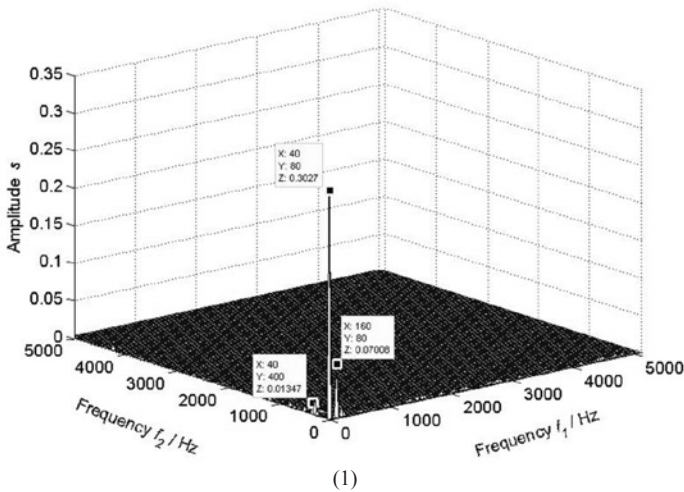 0.35
0.3
0.25
0.2
0.15
0.1
0.05
0
Amplitude s
X: 40
Y: 80
Z: 0.3027
X: 160
Y: 80
Z: 0.07008
X: 40
Y: 400
Z: 0.01347
5000
4000
3000
2000
1000
0
Frequency f2 / Hz
0
1000
2000
3000
4000
5000
Frequency f1 / Hz
(1)